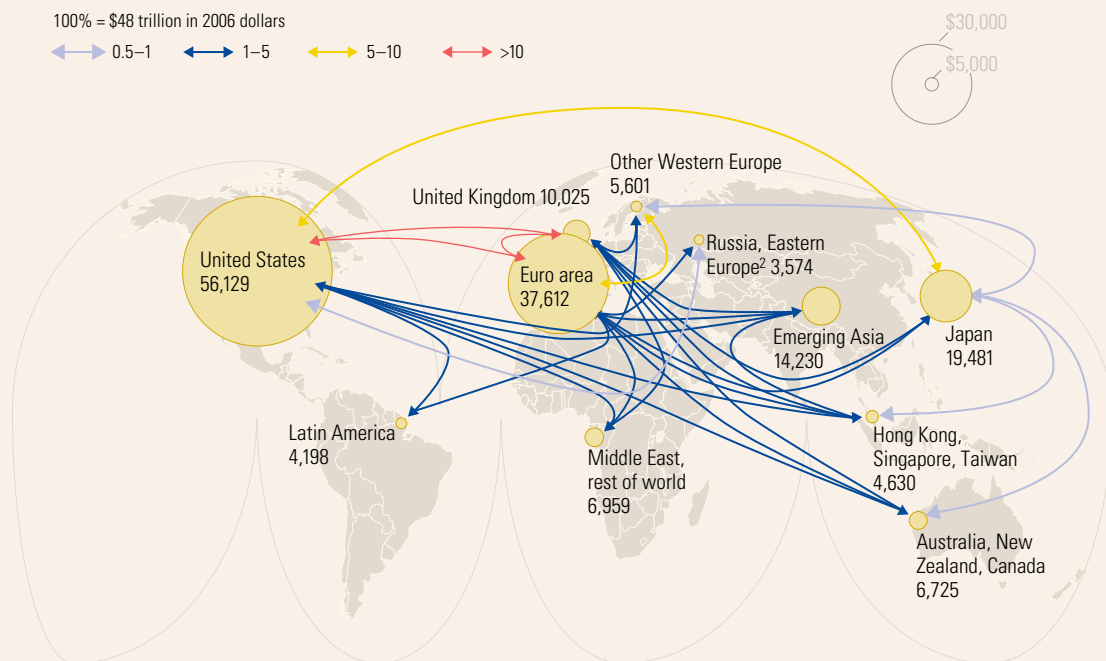 100% = $48 trillion in 2006 dollars
0.5–1
1–5
5–10
>10
$30,000
$5,000
Other Western Europe
5,601
United Kingdom 10,025
United States
56,129
Euro area
37,612
Russia, Eastern
Europe² 3,574
Emerging Asia
14,230
Japan
19,481
Latin America
4,198
Middle East,
rest of world
6,959
Hong Kong,
Singapore, Taiwan
4,630
Australia, New
Zealand, Canada
6,725